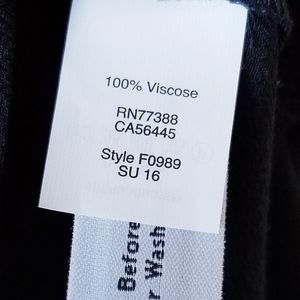 100% Viscose
RN77388
CA56445
Style F0989
SU 16
Before
r Wash